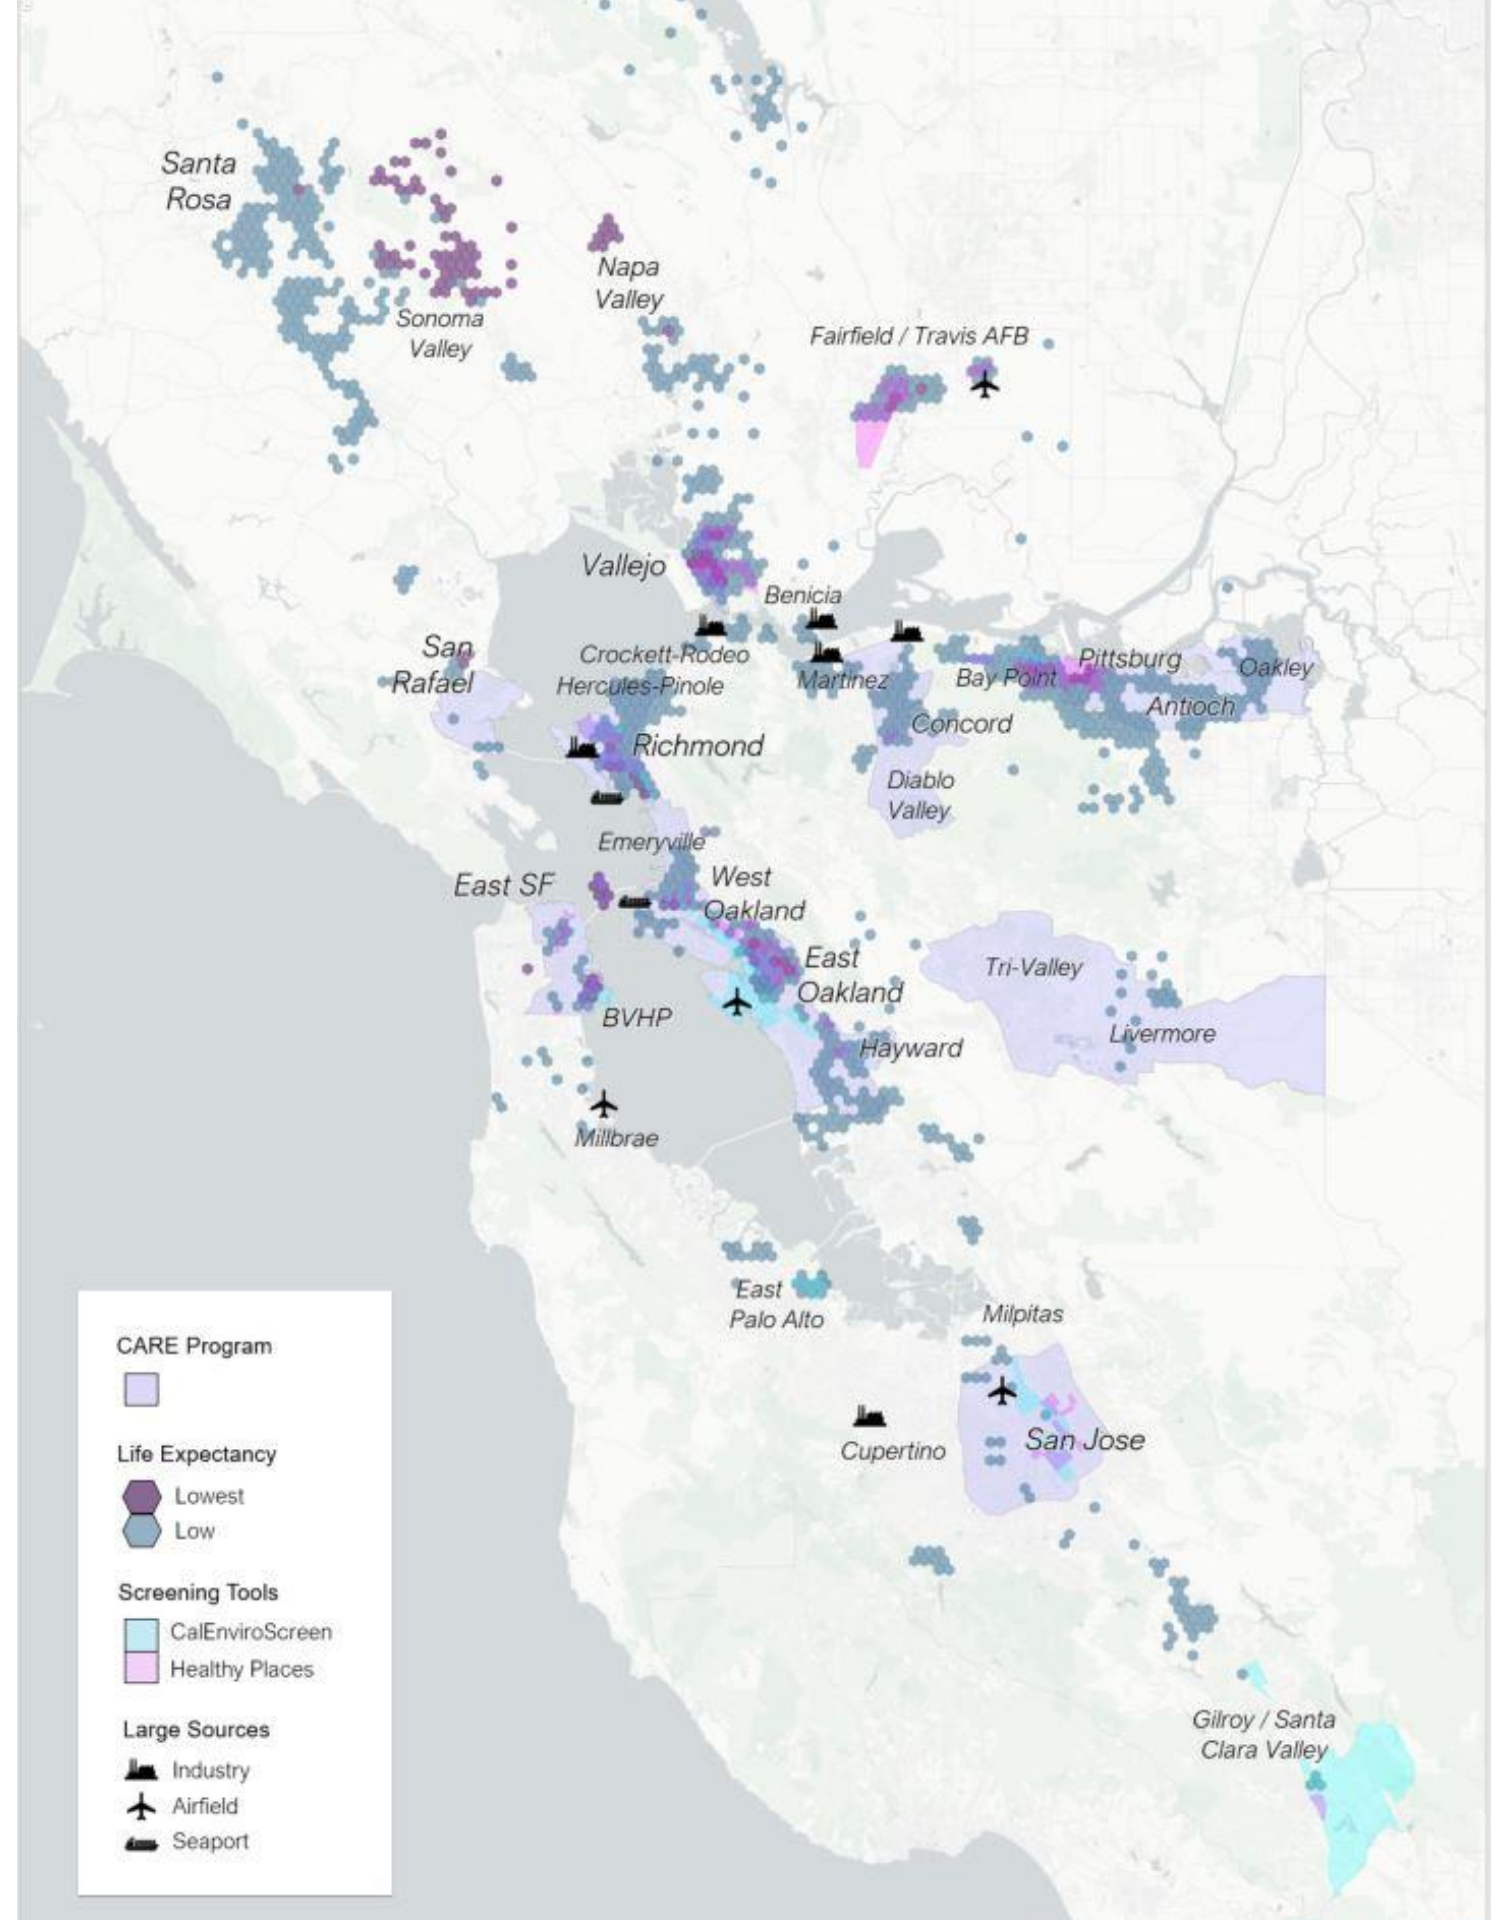 Santa
Rosa
Napa
Valley
Sonoma
Valley
Fairfield / Travis AFB
Vallejo
Benicia
San
Rafael
Crockett-Rodeo
Hercules-Pinole
Martinez
Bay Point
Pittsburg
Oakley
Antioch
Concord
Richmond
Diablo
Valley
Emeryville
East SF
West
Oakland
East
Oakland
Tri-Valley
BVHP
Livermore
Hayward
Millbrae
East
Palo Alto
Milpitas
San Jose
Cupertino
Gilroy / Santa
Clara Valley
CARE Program
Life Expectancy
Lowest
Low
Screening Tools
CalEnviroScreen
Healthy Places
Large Sources
Industry
Airfield
Seaport